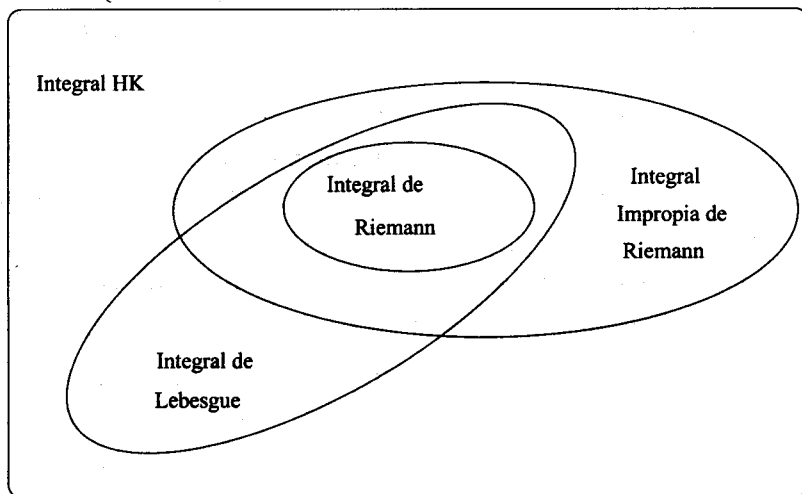 Integral HK
Integral de
Riemann
Integral
Impropia de
Riemann
Integral de
Lebesgue